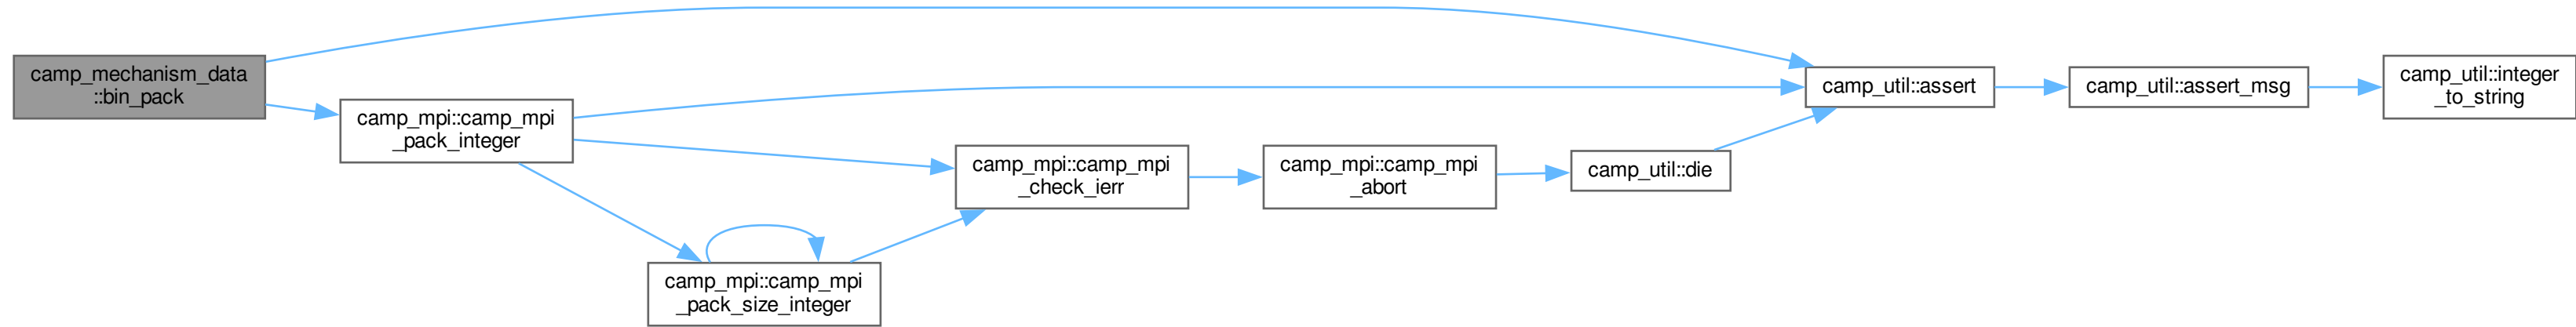 camp_mechanism_data
::bin_pack
camp_mpi::camp_mpi
_pack_integer
camp_mpi::camp_mpi
_pack_size_integer
camp_mpi::camp_mpi
_check_ierr
camp_mpi::camp_mpi
_abort
camp_util::die
camp_util::assert
camp_util::assert_msg
camp_util::integer
_to_string